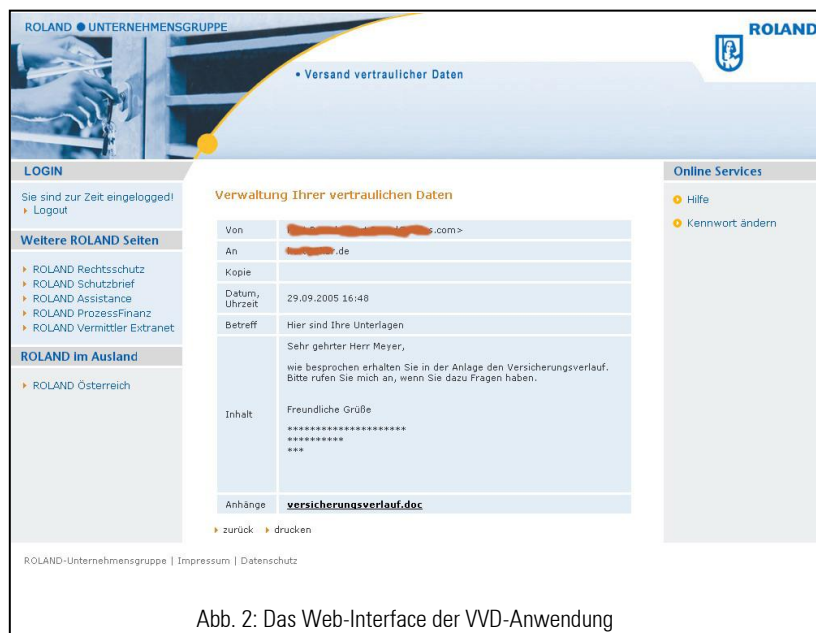 ROLAND ● UNTERNEHMENSGRUPPE
ROLAND
• Versand vertraulicher Daten
LOGIN
Sie sind zur Zeit eingelogged!
Logout
Weitere ROLAND Seiten
ROLAND Rechtsschutz
ROLAND Schutzbrief
ROLAND Assistance
ROLAND ProzessFinanz
ROLAND Vermittler Extranet
ROLAND im Ausland
ROLAND Österreich
Verwaltung Ihrer vertraulichen Daten
Von
s.com>
An
.de
Kopie
Datum,
Uhrzeit
29.09.2005 16:48
Betreff
Hier sind Ihre Unterlagen
Inhalt
Sehr gehrter Herr Meyer,
wie besprochen erhalten Sie in der Anlage den Versicherungsverlauf.
Bitte rufen Sie mich an, wenn Sie dazu Fragen haben.
Freundliche Grüße
*********************
**********
***
Anhänge
versicherungsverlauf.doc
zurück drucken
Online Services
Hilfe
Kennwort ändern
ROLAND-Unternehmensgruppe | Impressum | Datenschutz
Abb. 2: Das Web-Interface der VVD-Anwendung